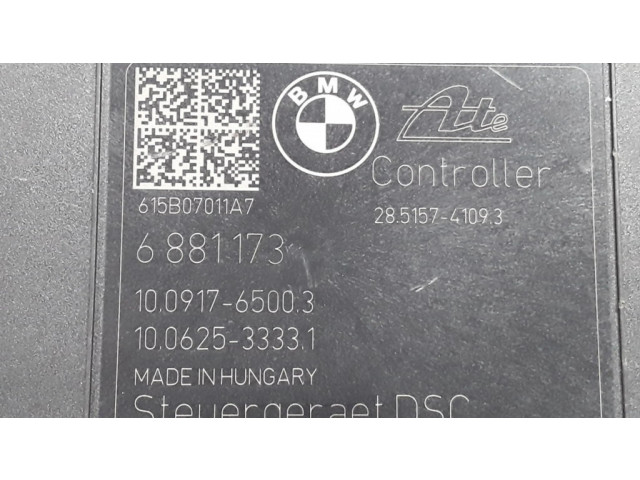 BMW
Ate
Controller
615B07011A7
28.5157-4109.3
6 881 173
10.0917-6500.3
10.0625-3333.1
MADE IN HUNGARY
Steuergeraet DSC